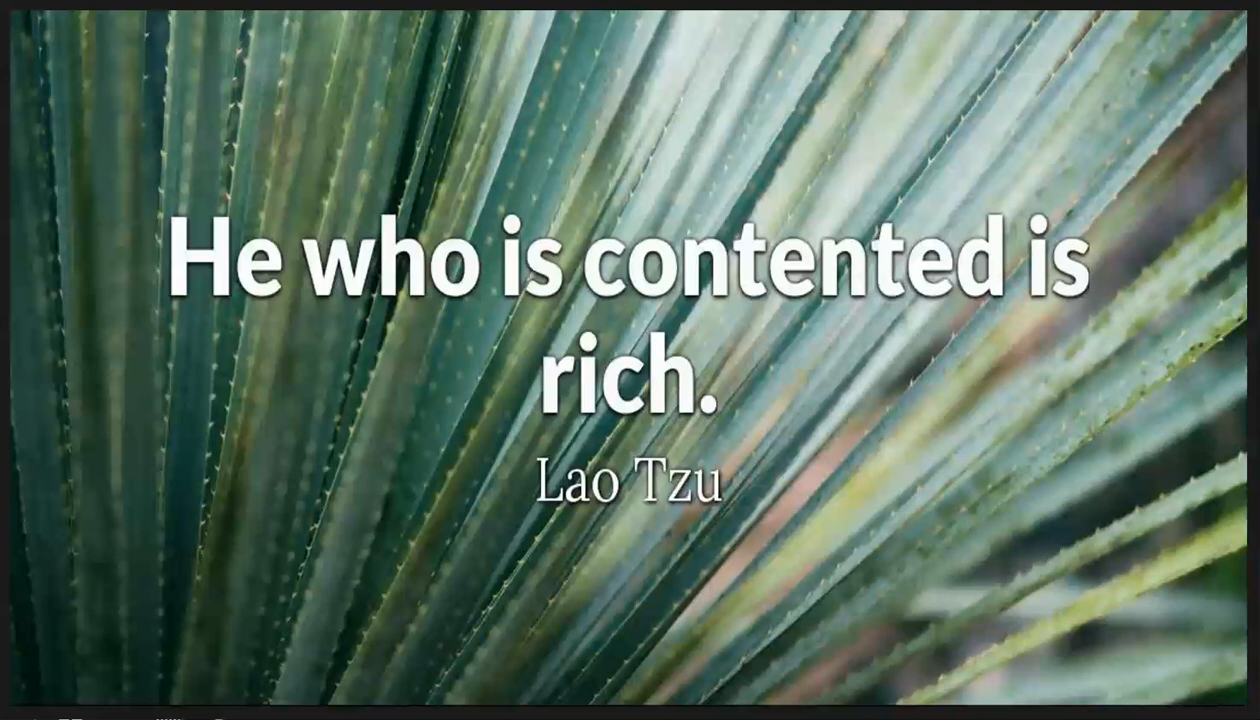 He who is contented is
rich.
Lao Tzu